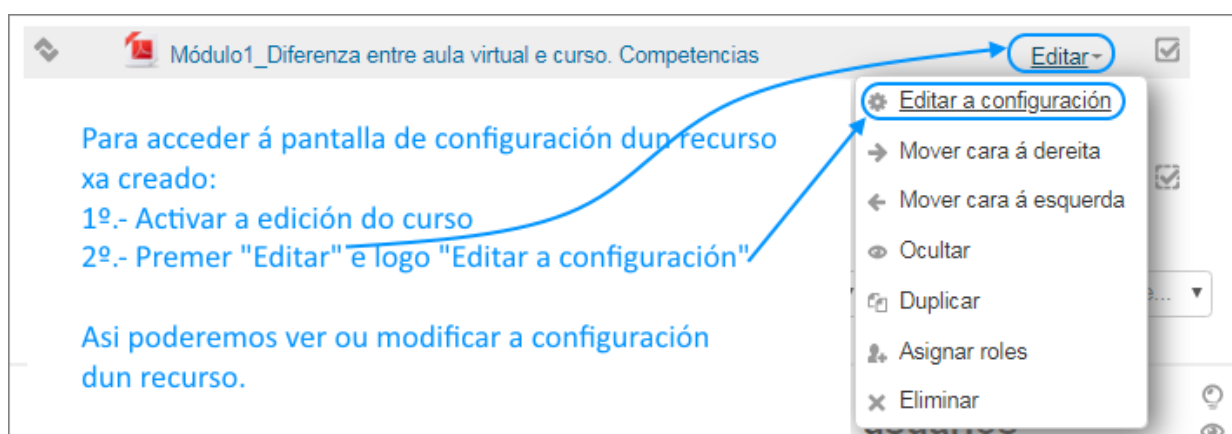 Módulo1_Diferenza entre aula virtual e curso. Competencias
Editar
Editar a configuración
Mover cara á dereita
Mover cara á esquerda
Ocultar
Duplicar
Asignar roles
Eliminar
Para acceder á pantalla de configuración dun recurso
xa creado:
1º.- Activar a edición do curso
2º.- Premer "Editar" e logo "Editar a configuración"
Asi poderemos ver ou modificar a configuración
dun recurso.